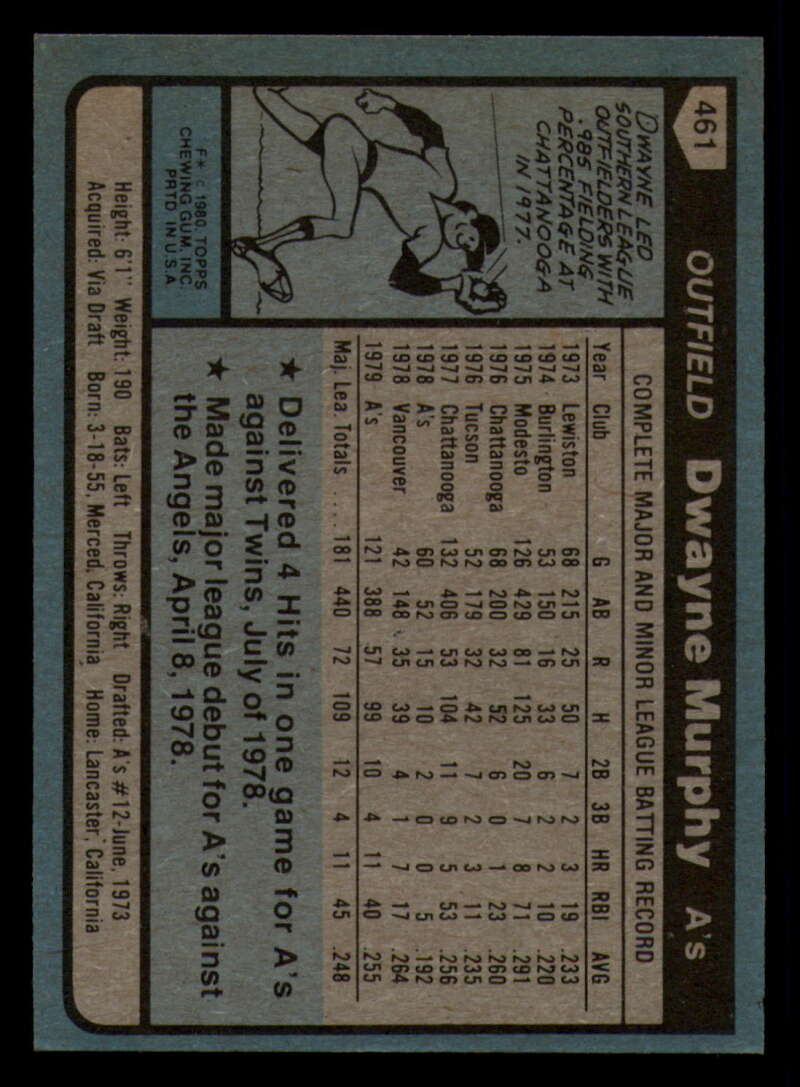 461
OUTFIELD Dwayne Murphy A's
DWAYNE LED
SOUTHERN LEAGUE
OUTFIELDERS WITH
.985 FIELDING
PERCENTAGE AT
CHATTANOOGA
IN 1977.
F* © 1980 TOPPS
CHEWING GUM, INC.
PRTD IN U.S.A
COMPLETE MAJOR AND MINOR LEAGUE BATTING RECORD
Year Club G AB R H 2B 3B HR RBI AVG
1973 Lewiston 68 215 25 50 7 2 3 19 .233
1974 Burlington 53 150 16 33 6 2 2 10 .220
1975 Modesto 126 429 81 125 20 7 8 71 .291
1976 Chattanooga 68 200 32 52 6 0 1 23 .260
1976 Tucson 52 179 32 42 7 2 3 11 .235
1977 Chattanooga 132 406 53 104 11 9 5 53 .256
1978 A's 60 52 15 10 2 0 0 5 .192
1978 Vancouver 42 148 35 39 4 1 7 17 .264
1979 A's 121 388 57 99 10 4 11 40 .255
Maj. Lea. Totals .... 181 440 72 109 12 4 11 45 .248
★ Delivered 4 Hits in one game for A's
against Twins, July of 1978.
★ Made major league debut for A's against
the Angels, April 8, 1978.
Height: 6'1" Weight: 190 Bats: Left Throws: Right Drafted: A's #12-June, 1973
Acquired: Via Draft Born: 3-18-55, Merced, California Home: Lancaster, California